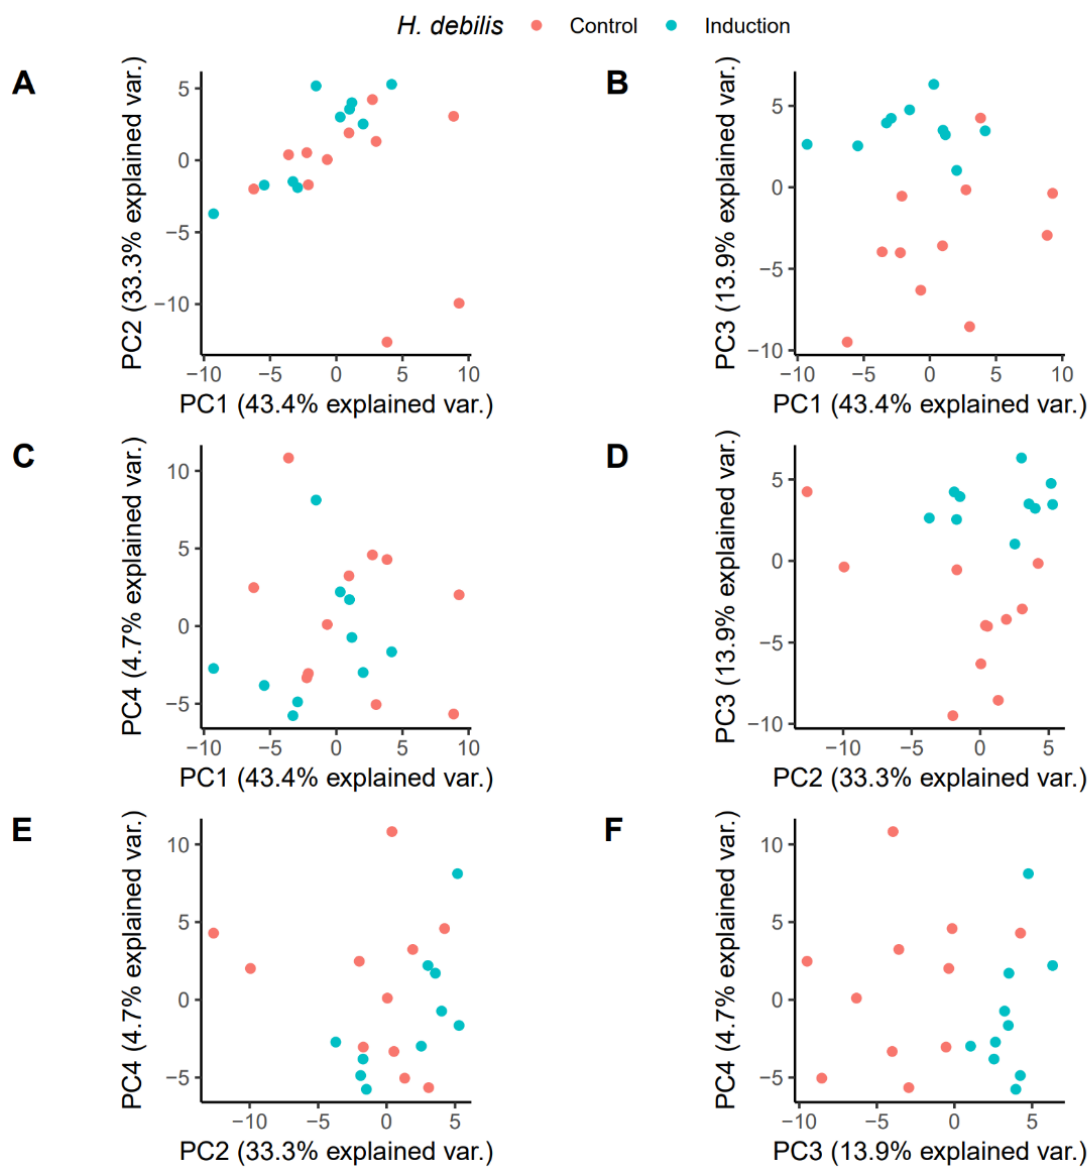 H. debilis Control Induction
A
PC2 (33.3% explained var.)
5
0
−5
−10
−10 −5 0 5 10
PC1 (43.4% explained var.)
B
PC3 (13.9% explained var.)
5
0
−5
−10
−10 −5 0 5 10
PC1 (43.4% explained var.)
C
PC4 (4.7% explained var.)
10
5
0
−5
−10 −5 0 5 10
PC1 (43.4% explained var.)
D
PC3 (13.9% explained var.)
5
0
−5
−10
−10 −5 0 5
PC2 (33.3% explained var.)
E
PC4 (4.7% explained var.)
10
5
0
−5
−10 −5 0 5
PC2 (33.3% explained var.)
F
PC4 (4.7% explained var.)
10
5
0
−5
−10 −5 0 5
PC3 (13.9% explained var.)